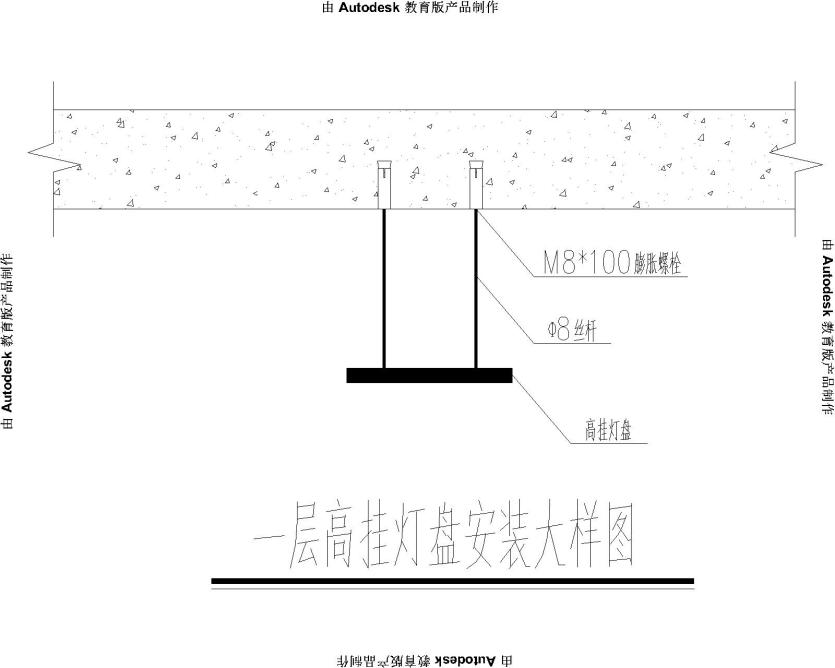 由 Autodesk 教育版产品制作
M8*100膨胀螺栓
由 Autodesk 教育版产品制作
由 Autodesk 教育版产品制作
Φ8丝杆
高挂灯盘
一层高挂灯盘安装大样图
由 Autodesk 教育版产品制作